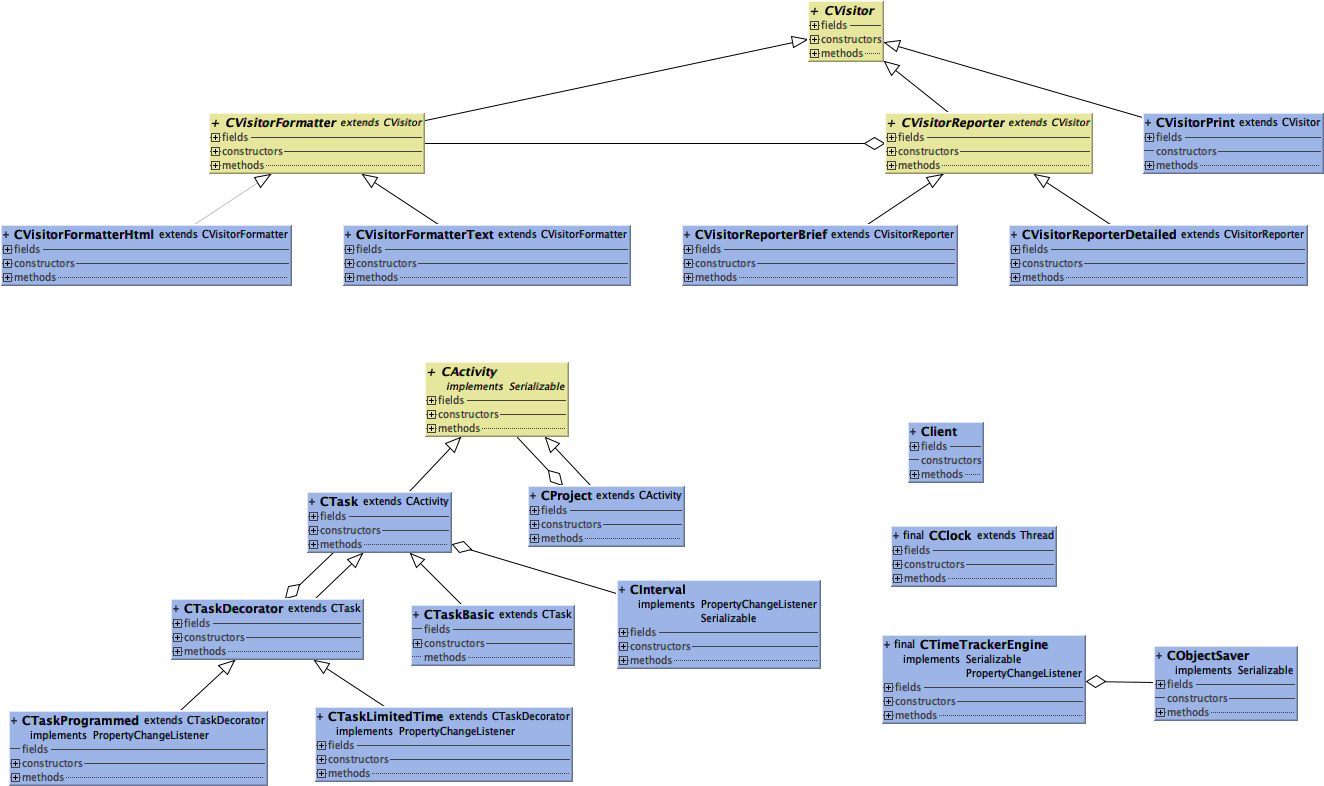 + CVisitor
fields
constructors
methods
+ CVisitorFormatter extends CVisitor
fields
constructors
methods
+ CVisitorReporter extends CVisitor
fields
constructors
methods
+ CVisitorPrint extends CVisitor
fields
constructors
methods
+ CVisitorFormatterHtml extends CVisitorFormatter
fields
constructors
methods
+ CVisitorFormatterText extends CVisitorFormatter
fields
constructors
methods
+ CVisitorReporterBrief extends CVisitorReporter
fields
constructors
methods
+ CVisitorReporterDetailed extends CVisitorReporter
fields
constructors
methods
+ CActivity
implements Serializable
fields
constructors
methods
+ Client
fields
constructors
methods
+ CTask extends CActivity
fields
constructors
methods
+ CProject extends CActivity
fields
constructors
methods
+ final CClock extends Thread
fields
constructors
methods
+ CTaskDecorator extends CTask
fields
constructors
methods
+ CTaskBasic extends CTask
fields
constructors
methods
+ CInterval
implements PropertyChangeListener
Serializable
fields
constructors
methods
+ final CTimeTrackerEngine
implements Serializable
PropertyChangeListener
fields
constructors
methods
+ CObjectSaver
implements Serializable
fields
constructors
methods
+ CTaskProgrammed extends CTaskDecorator
implements PropertyChangeListener
fields
constructors
methods
+ CTaskLimitedTime extends CTaskDecorator
implements PropertyChangeListener
fields
constructors
methods